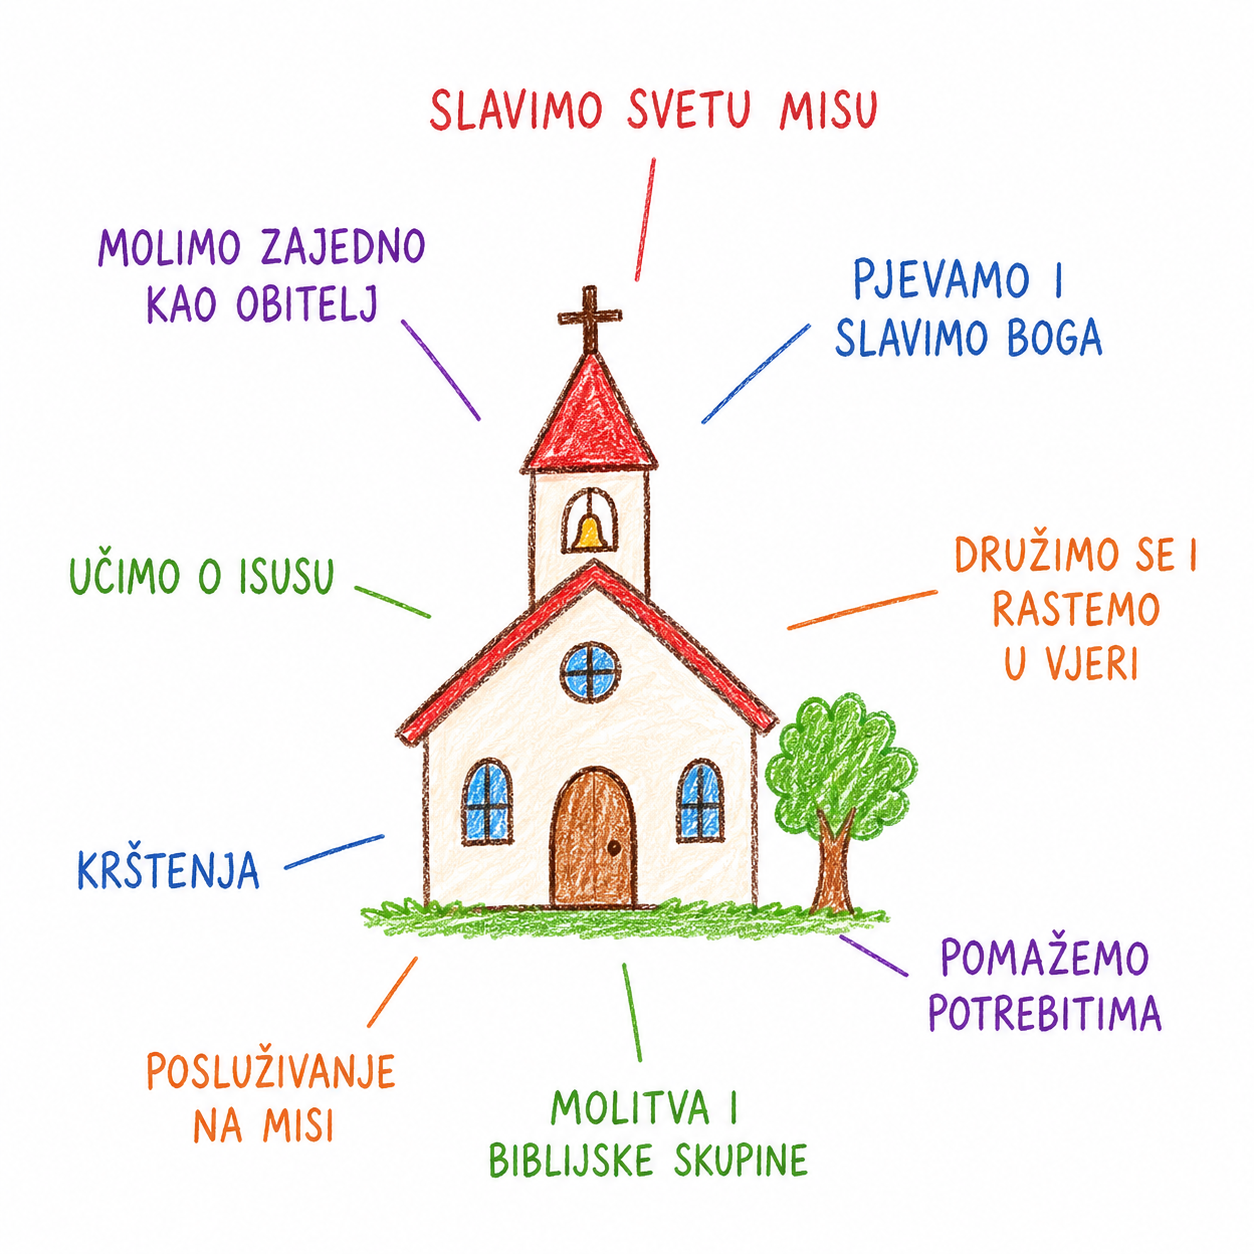 SLAVIMO SVETU MISU
MOLIMO ZAJEDNO
KAO OBITELJ
PJEVAMO I
SLAVIMO BOGA
UČIMO O ISUSU
DRUŽIMO SE I
RASTEMO
U VJERI
KRŠTENJA
POMAŽEMO
POTREBITIMA
POSLUŽIVANJE
NA MISI
MOLITVA I
BIBLIJSKE SKUPINE